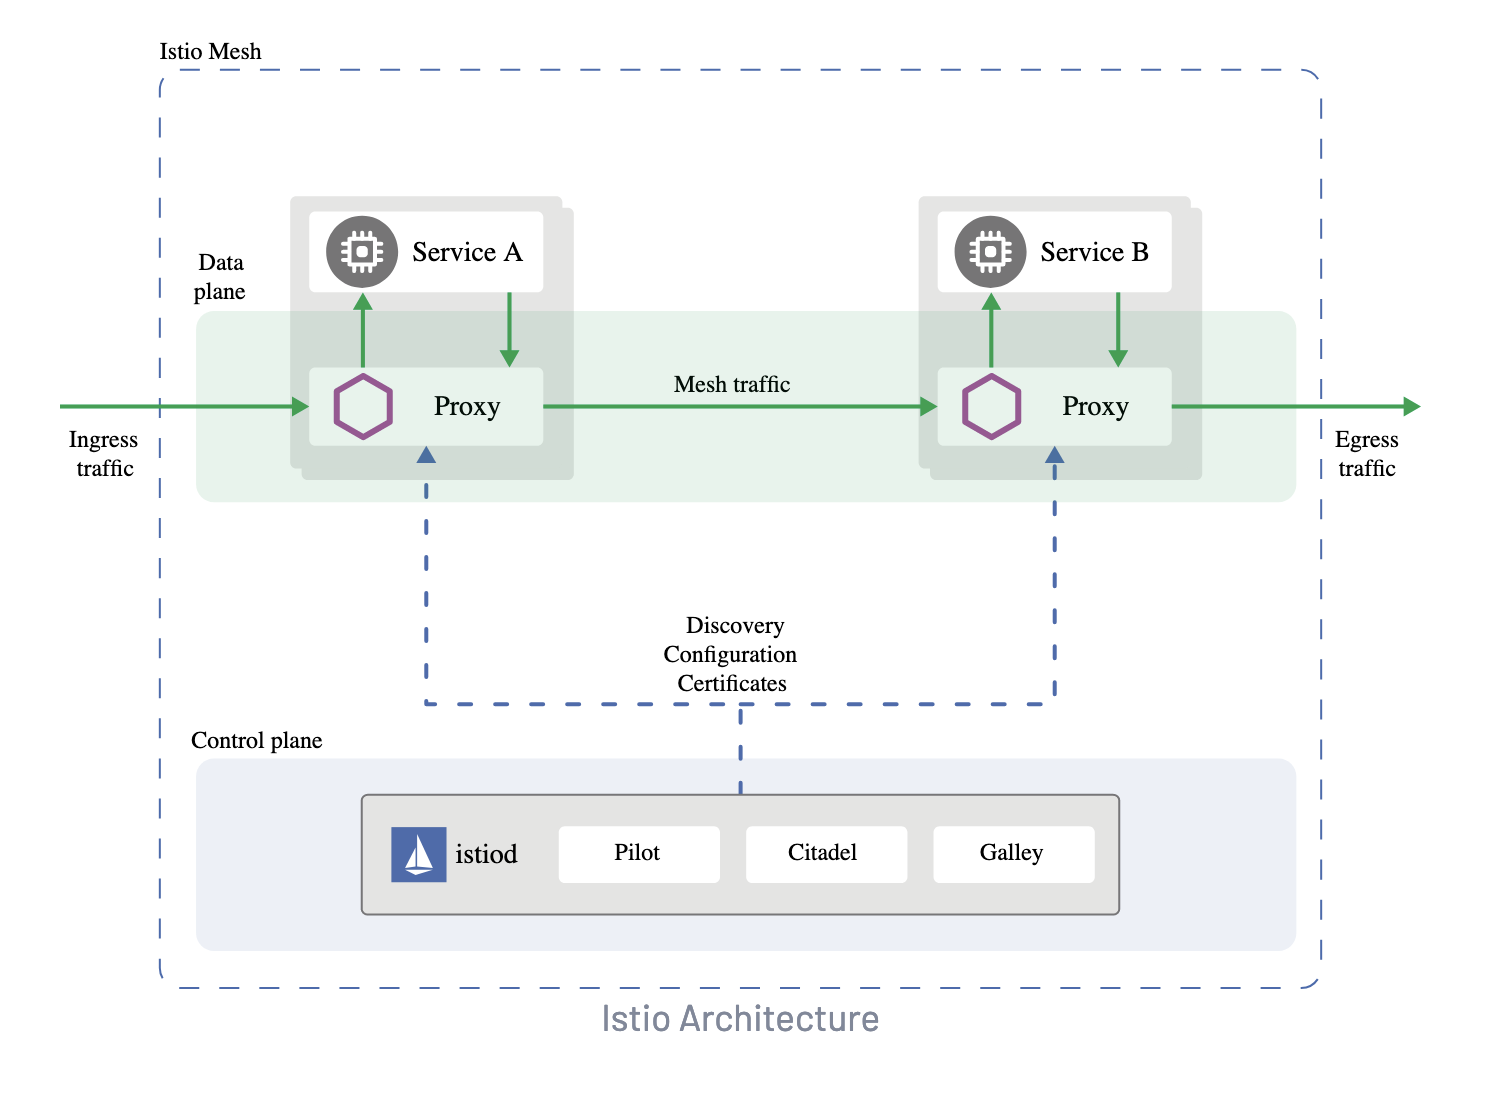 Istio Mesh
Service A
Service B
Data
plane
Mesh traffic
Proxy
Proxy
Ingress
traffic
Egress
traffic
Discovery
Configuration
Certificates
Control plane
istiod
Pilot
Citadel
Galley
Istio Architecture